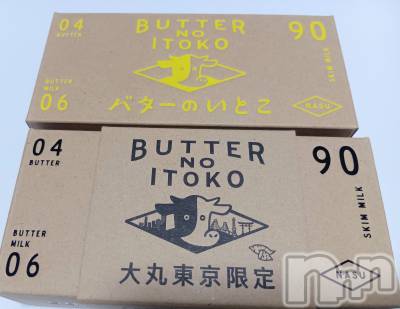 04
BUTTER
BUTTER
NO
ITOKO
90
SKIM MILK
BUTTER
MILK
06
バターのいとこ
NASU
04
BUTTER
BUTTER
NO
ITOKO
90
SKIM MILK
BUTTER
MILK
06
大丸東京限定
NASU